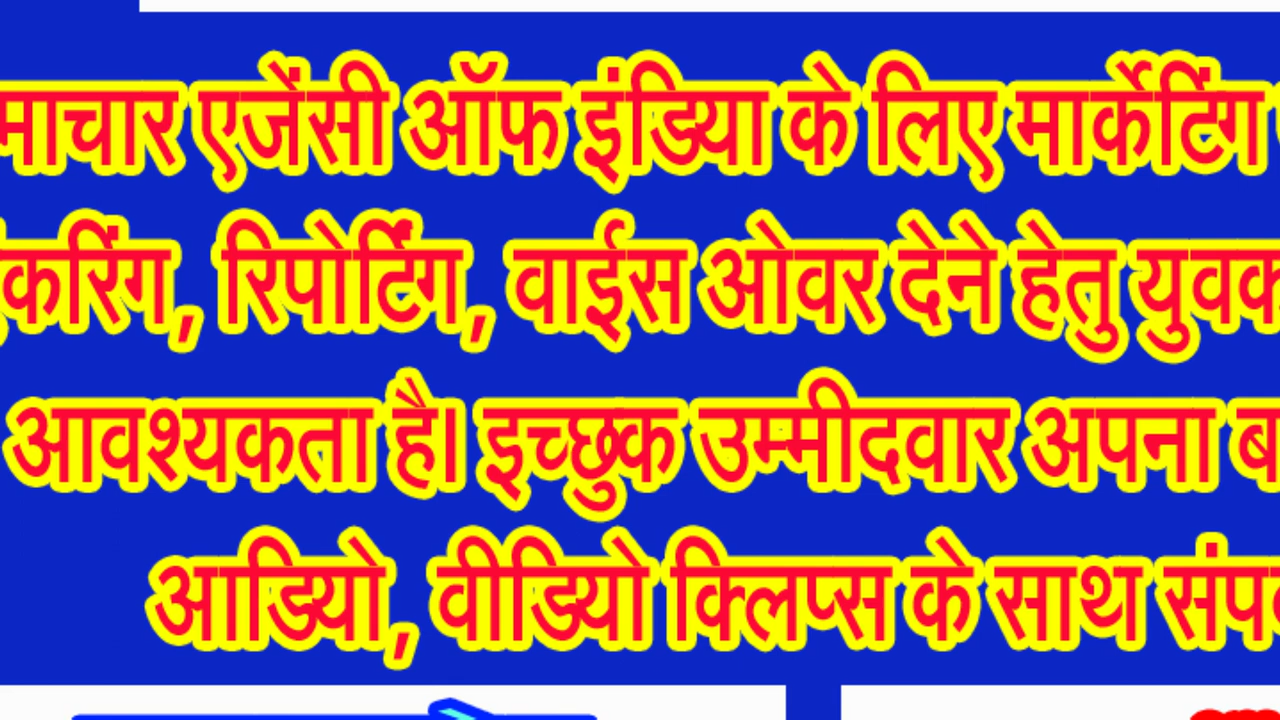 माचार एजेंसी ऑफ इंडिया के लिए मार्केटिंग
करिंग, रिपोर्टिंग, वाईस ओवर देने हेतु युवक
आवश्यकता है। इच्छुक उम्मीदवार अपना
आडियो, वीडियो क्लिप्स के साथ